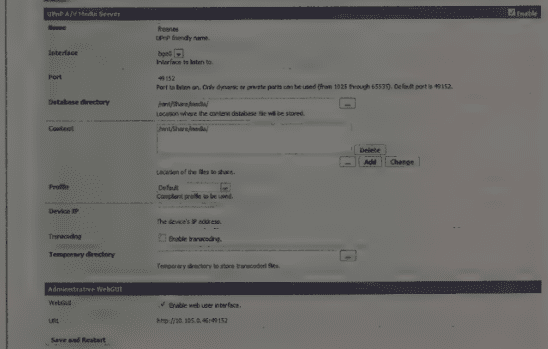 UPnP A/V Media Server
Enable
Name
freenas
UPnP friendly name.
Interface
bge0
Interface to listen to.
Port
49152
Port to listen on. Only dynamic or private ports can be used (from 1025 through 65535). Default port is 49152.
Database directory
/mnt/Share/media/
...
Location where the content database file will be stored.
Content
/mnt/Share/media/
Delete
... Add Change
Location of the files to share.
Profile
Default
Compliant profile to be used.
Device IP
The device's IP address.
Transcoding
Enable transcoding.
Temporary directory
...
Temporary directory to store transcoded files.
Administrative WebGUI
WebGUI
Enable web user interface.
URL
Save and Restart